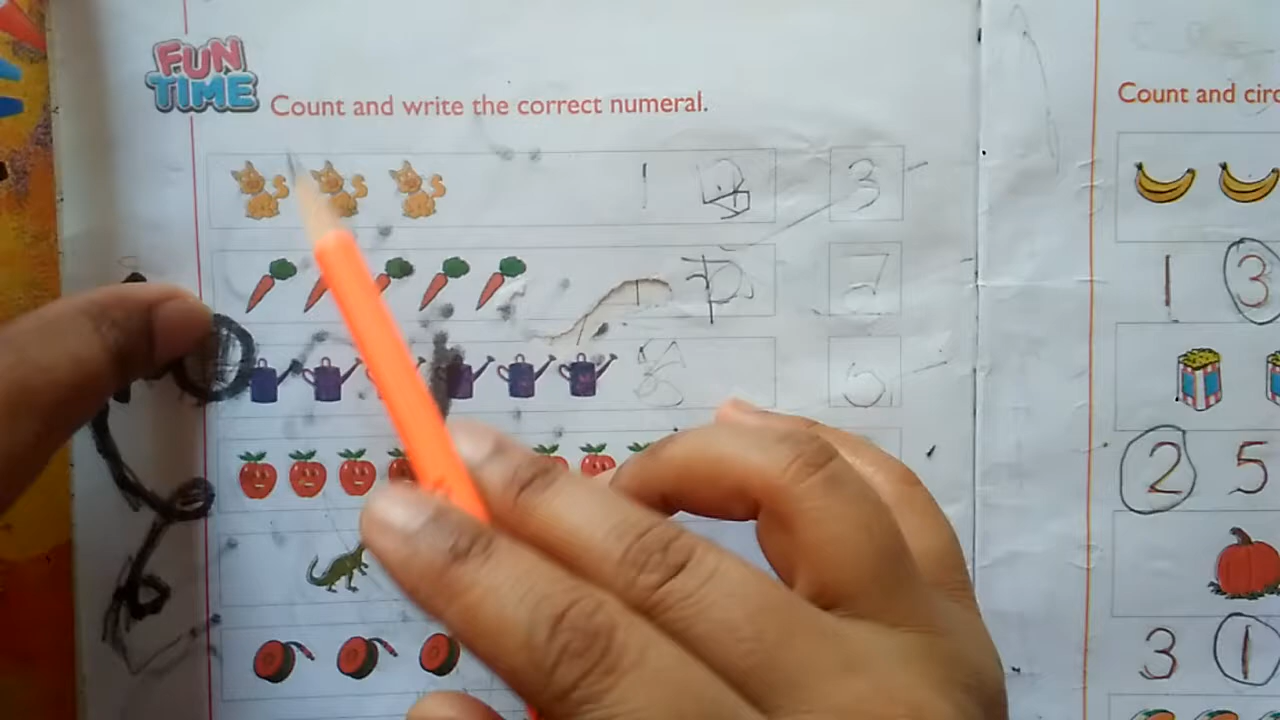 FUN
TIME
Count and write the correct numeral.
Count and circ
1 3
7
1 3
2 5
3 1